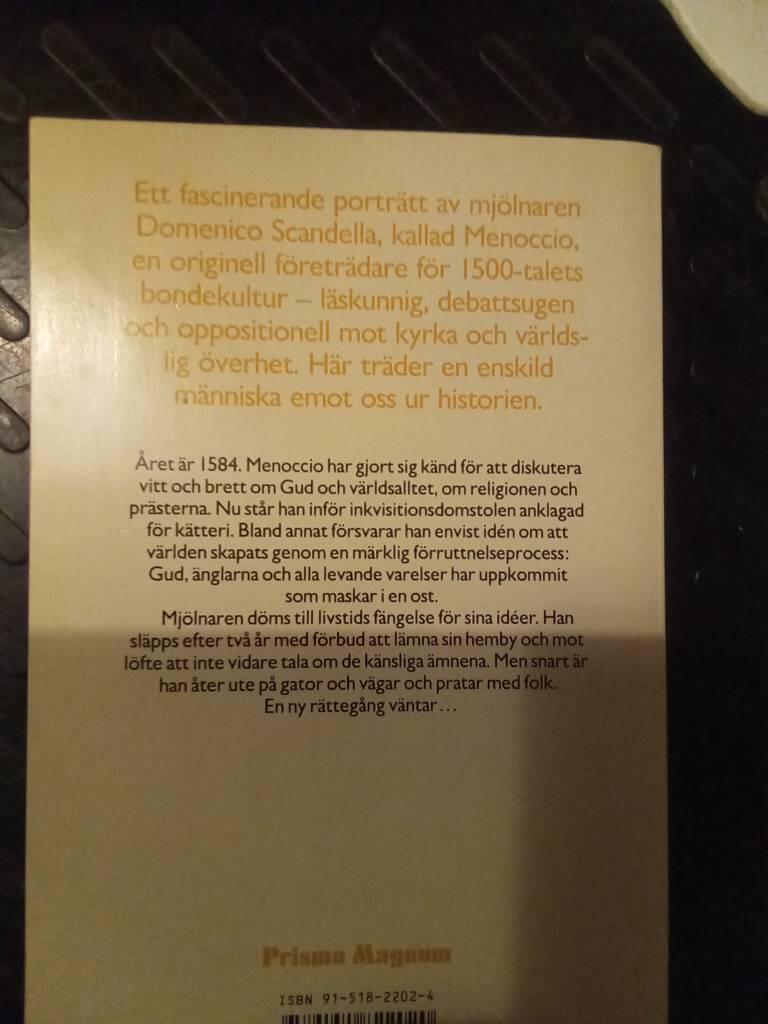 Ett fascinerande porträtt av mjölnaren
Domenico Scandella, kallad Menoccio,
en originell företrädare för 1500-talets
bondekultur – läskunnig, debattsugen
och oppositionell mot kyrka och världs-
lig överhet. Här träder en enskild
människa emot oss ur historien.
Året är 1584. Menoccio har gjort sig känd för att diskutera
vitt och brett om Gud och världsalltet, om religionen och
prästerna. Nu står han inför inkvisitionsdomstolen anklagad
för kätteri. Bland annat försvarar han envist idén om att
världen skapats genom en märklig förruttnelseprocess:
Gud, änglarna och alla levande varelser har uppkommit
som maskar i en ost.
Mjölnaren döms till livstids fängelse för sina idéer. Han
släpps efter två år med förbud att lämna sin hemby och mot
löfte att inte vidare tala om de känsliga ämnena. Men snart är
han åter ute på gator och vägar och pratar med folk.
En ny rättegång väntar...
Prisma Magnum
ISBN 91-518-2202-4